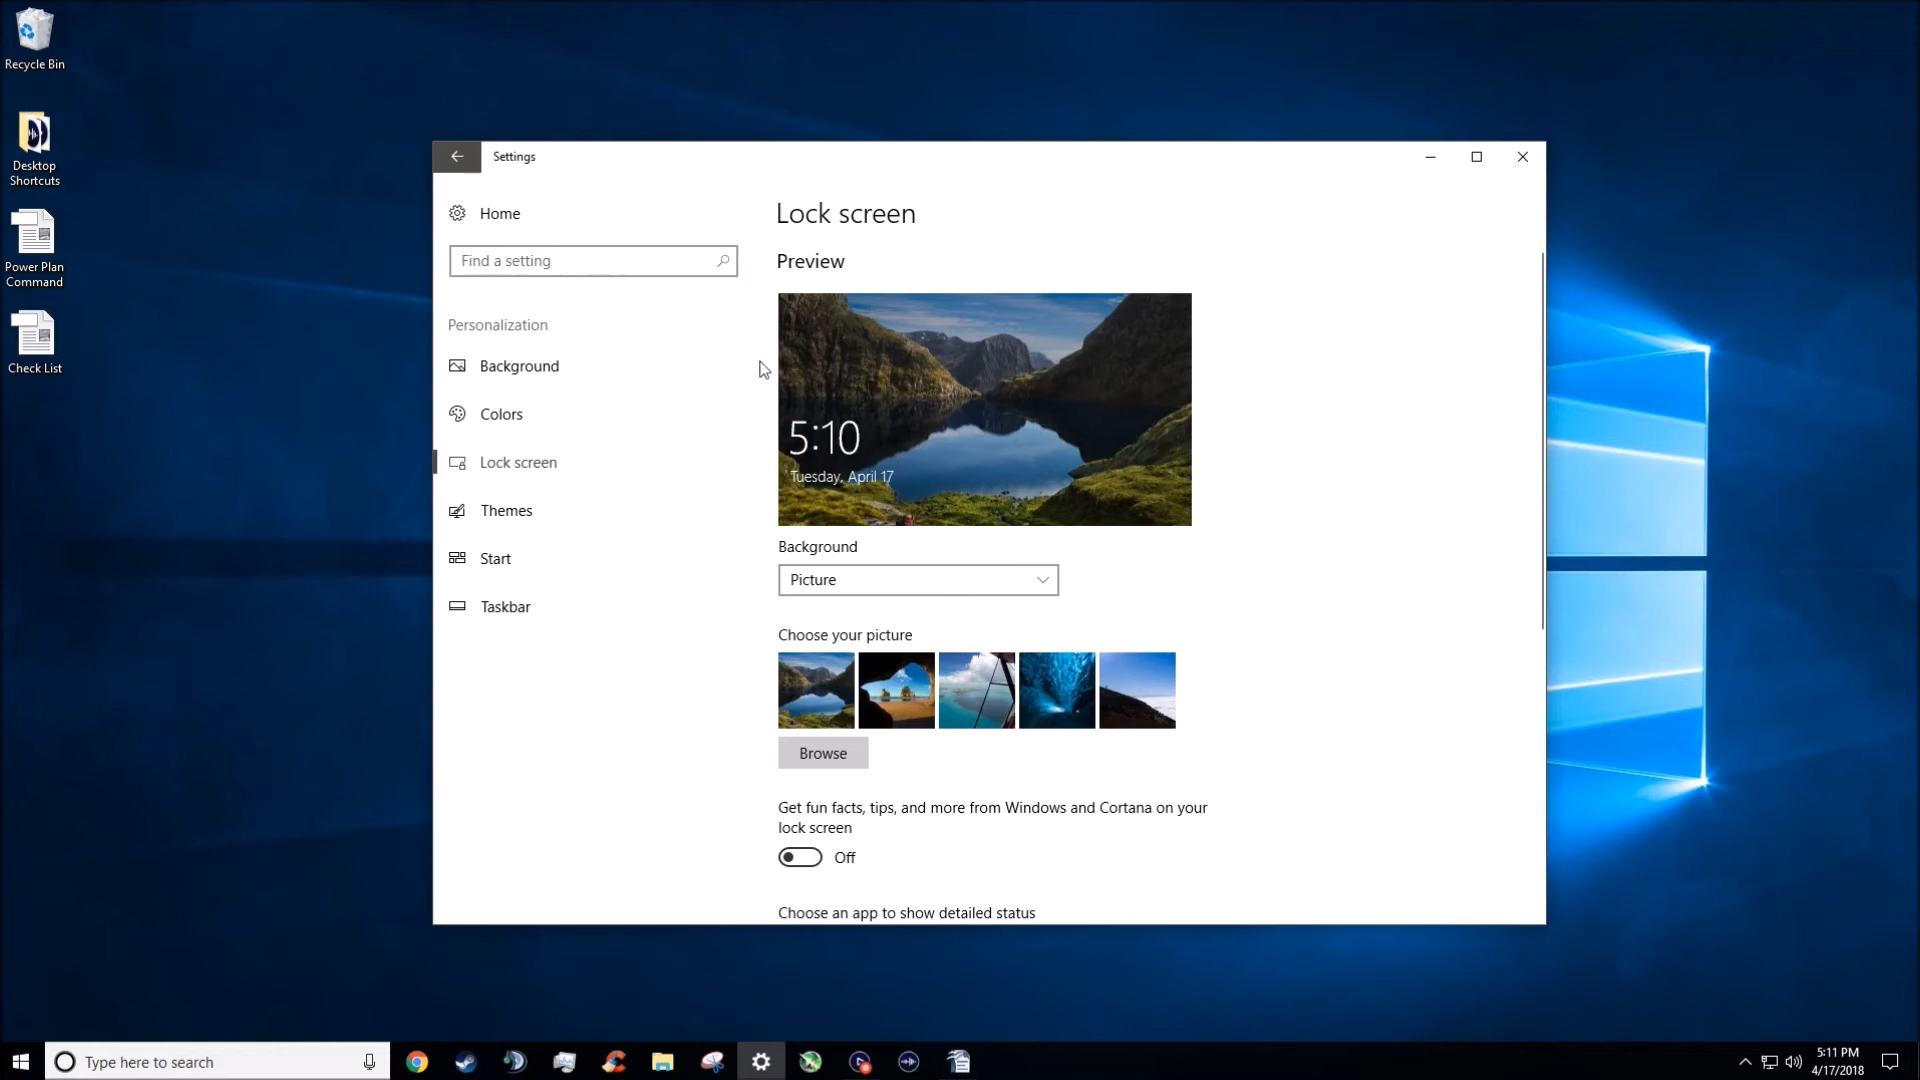 Recycle Bin
Desktop
Shortcuts
Power Plan
Command
Check List
Settings
Home
Find a setting
Personalization
Background
Colors
Lock screen
Themes
Start
Taskbar
Lock screen
Preview
5:10
Tuesday, April 17
Background
Picture
Choose your picture
Browse
Get fun facts, tips, and more from Windows and Cortana on your
lock screen
Off
Choose an app to show detailed status
Type here to search
5:11 PM
4/17/2018